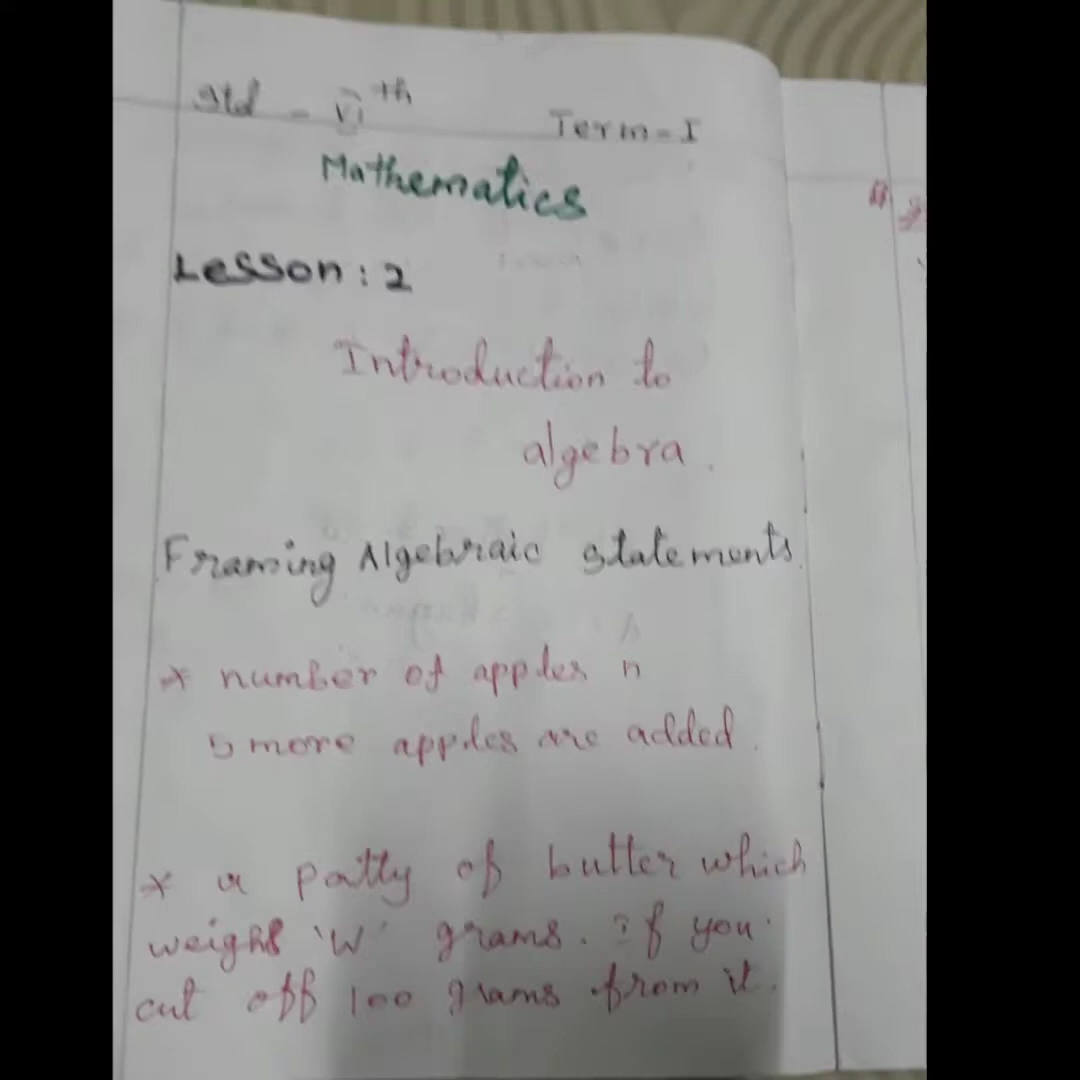 Std - VI th Term - I
Mathematics
Lesson : 2
Introduction to
algebra.
Framing Algebraic statements.
* number of apples n
5 more apples are added.
* a patty of butter which
weighs 'W' grams. If you
cut off 100 grams from it.